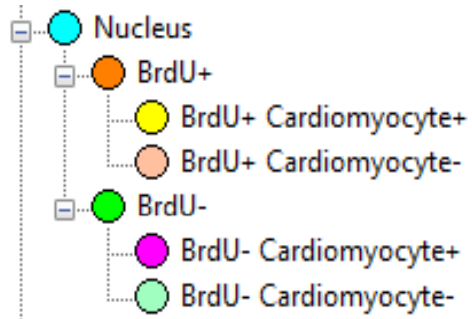 Nucleus
BrdU+
BrdU+ Cardiomyocyte+
BrdU+ Cardiomyocyte-
BrdU-
BrdU- Cardiomyocyte+
BrdU- Cardiomyocyte-